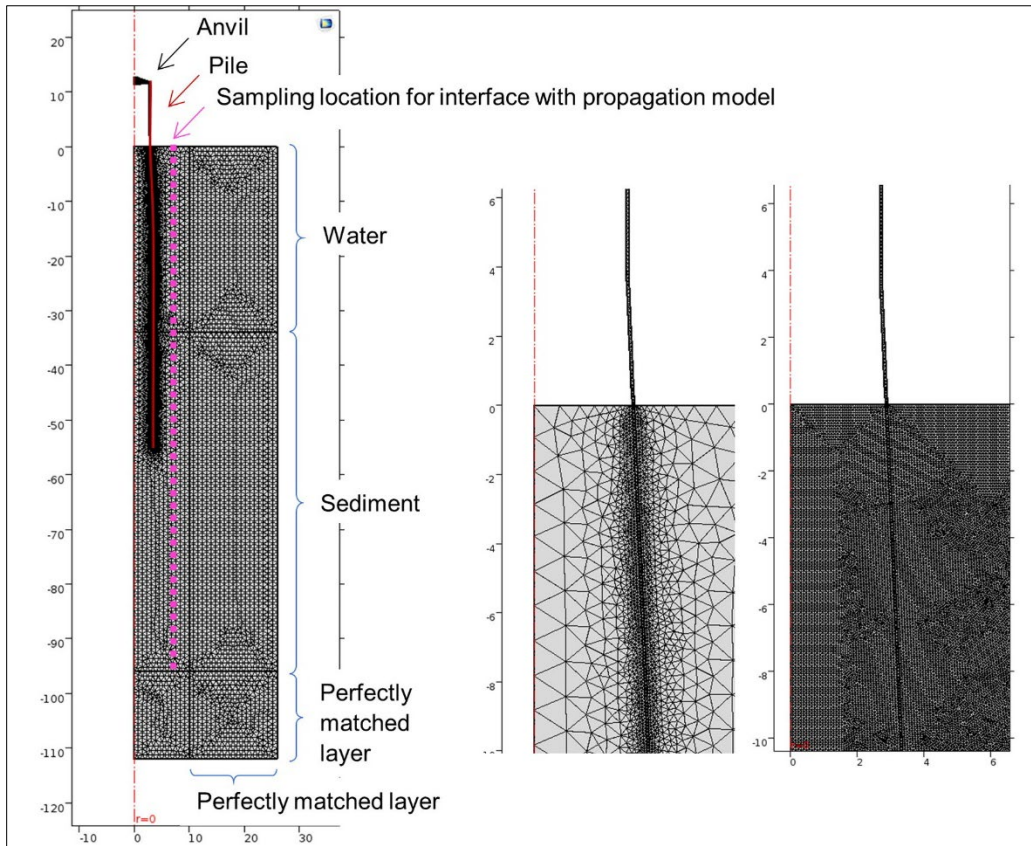 Anvil
Pile
Sampling location for interface with propagation model
Water
Sediment
Perfectly
matched
layer
Perfectly matched layer
20
10
0
-10
-20
-30
-40
-50
-60
-70
-80
-90
-100
-110
-120
r=0
-10 0 10 20 30
6
4
2
0
-2
-4
-6
-8
6
4
2
0
-2
-4
-6
-8
-10
0 2 4 6